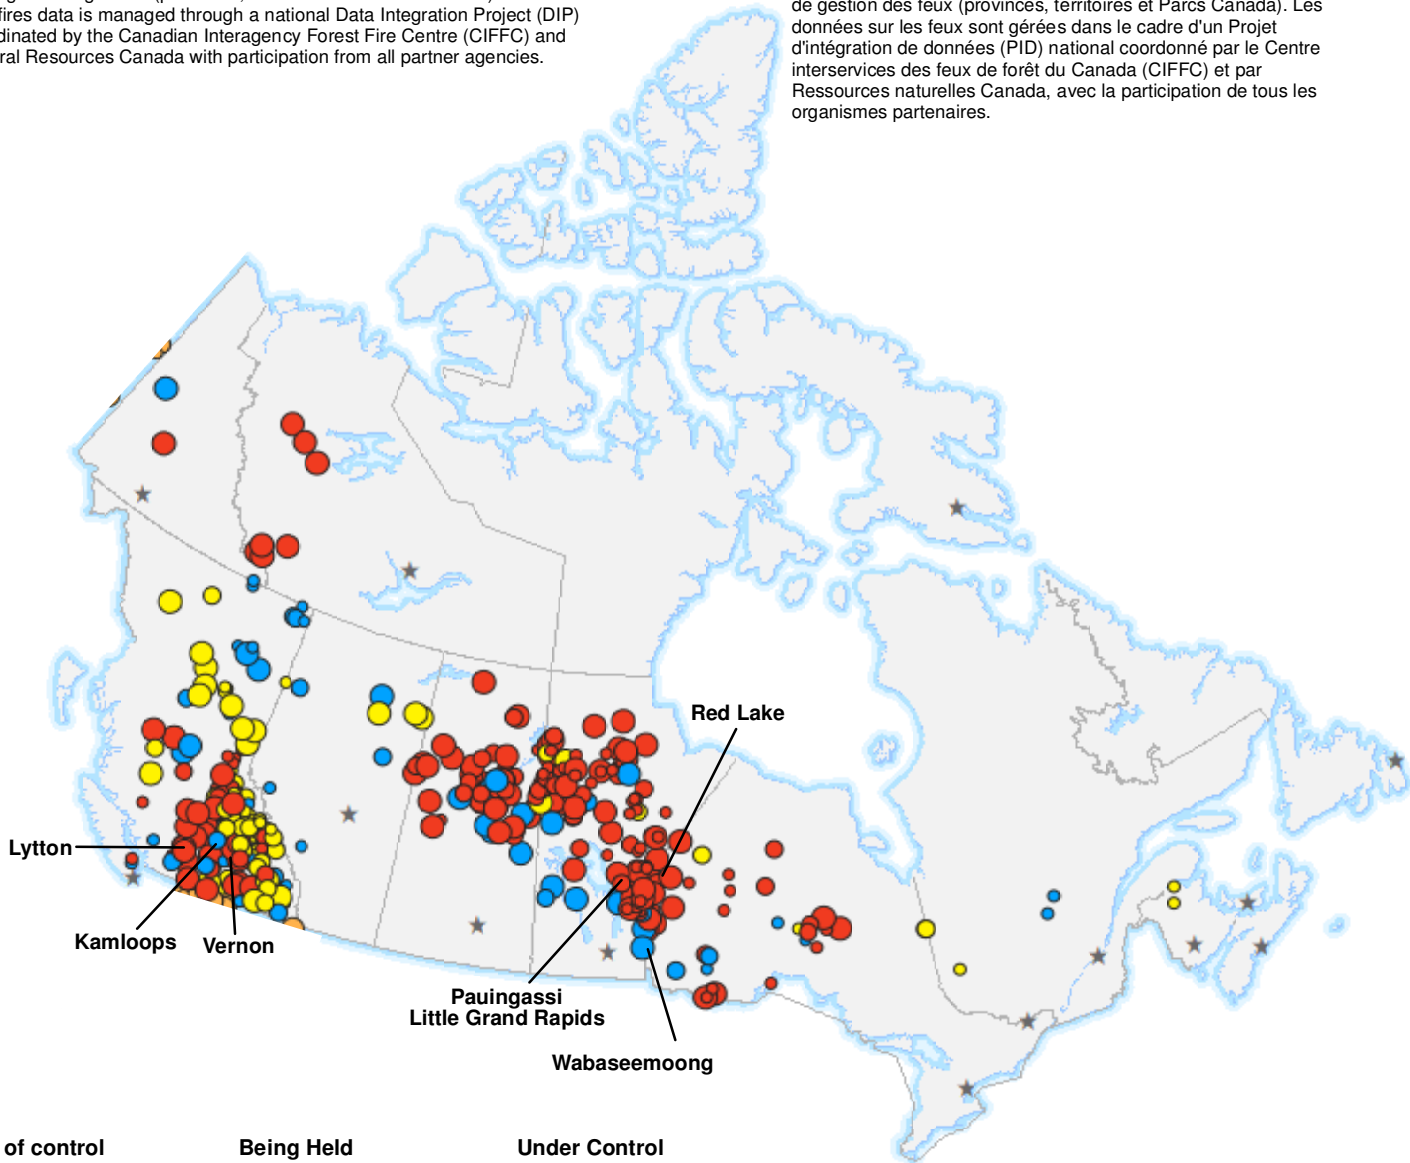 fires data is managed through a national Data Integration Project (DIP)
dinated by the Canadian Interagency Forest Fire Centre (CIFFC) and
ral Resources Canada with participation from all partner agencies.
de gestion des feux (provinces, territoires et Parcs Canada). Les
données sur les feux sont gérées dans le cadre d'un Projet
d'intégration de données (PID) national coordonné par le Centre
interservices des feux de forêt du Canada (CIFFC) et par
Ressources naturelles Canada, avec la participation de tous les
organismes partenaires.
Red Lake
Lytton
Kamloops
Vernon
Pauingassi
Little Grand Rapids
Wabaseemoong
of control
Being Held
Under Control